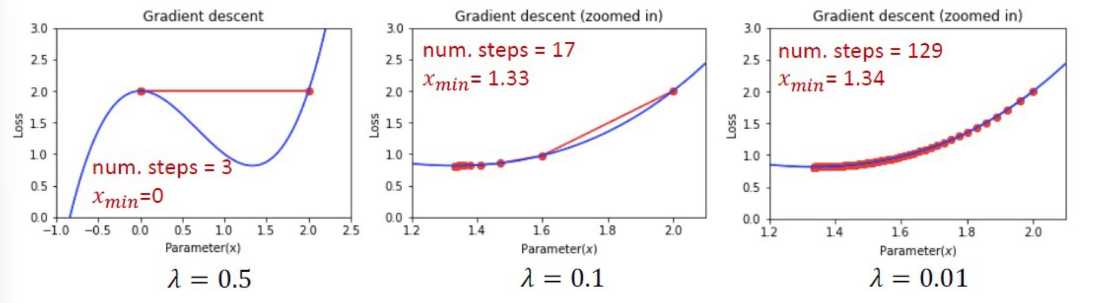 Gradient descent
3.0
2.5
2.0
1.5
1.0
0.5
0.0
Loss
num. steps = 3
x_min=0
-1.0 -0.5 0.0 0.5 1.0 1.5 2.0 2.5
Parameter(x)
λ = 0.5
Gradient descent (zoomed in)
3.0
2.5
2.0
1.5
1.0
0.5
0.0
Loss
num. steps = 17
x_min= 1.33
1.2 1.4 1.6 1.8 2.0
Parameter(x)
λ = 0.1
Gradient descent (zoomed in)
3.0
2.5
2.0
1.5
1.0
0.5
0.0
Loss
num. steps = 129
x_min= 1.34
1.2 1.4 1.6 1.8 2.0
Parameter(x)
λ = 0.01